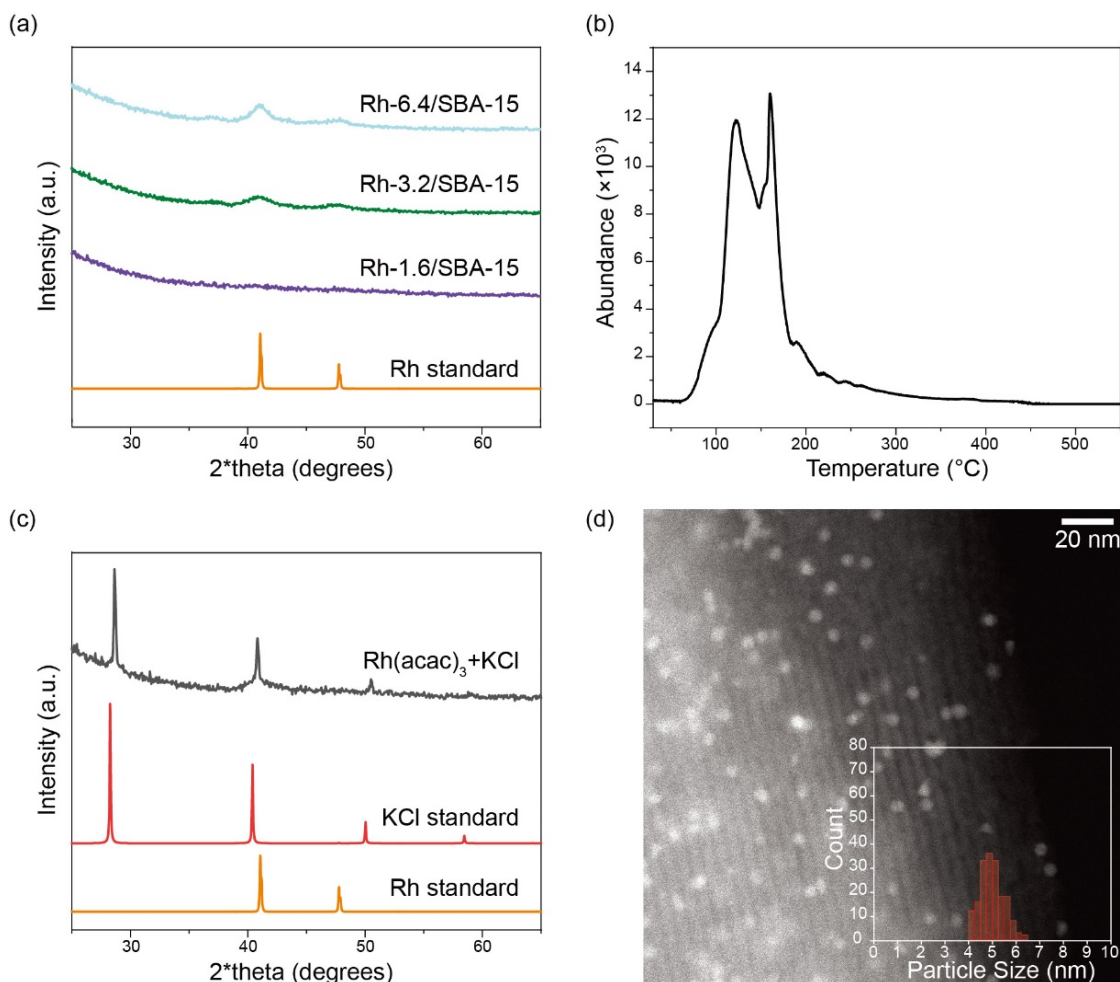 (a)
Intensity (a.u.)
Rh-6.4/SBA-15
Rh-3.2/SBA-15
Rh-1.6/SBA-15
Rh standard
30 40 50 60
2*theta (degrees)
(b)
Abundance (×10³)
14
12
10
8
6
4
2
0
100 200 300 400 500
Temperature (°C)
(c)
Intensity (a.u.)
Rh(acac)₃+KCl
KCl standard
Rh standard
30 40 50 60
2*theta (degrees)
(d)
20 nm
Count
80
70
60
50
40
30
20
10
0
0 1 2 3 4 5 6 7 8 9 10
Particle Size (nm)